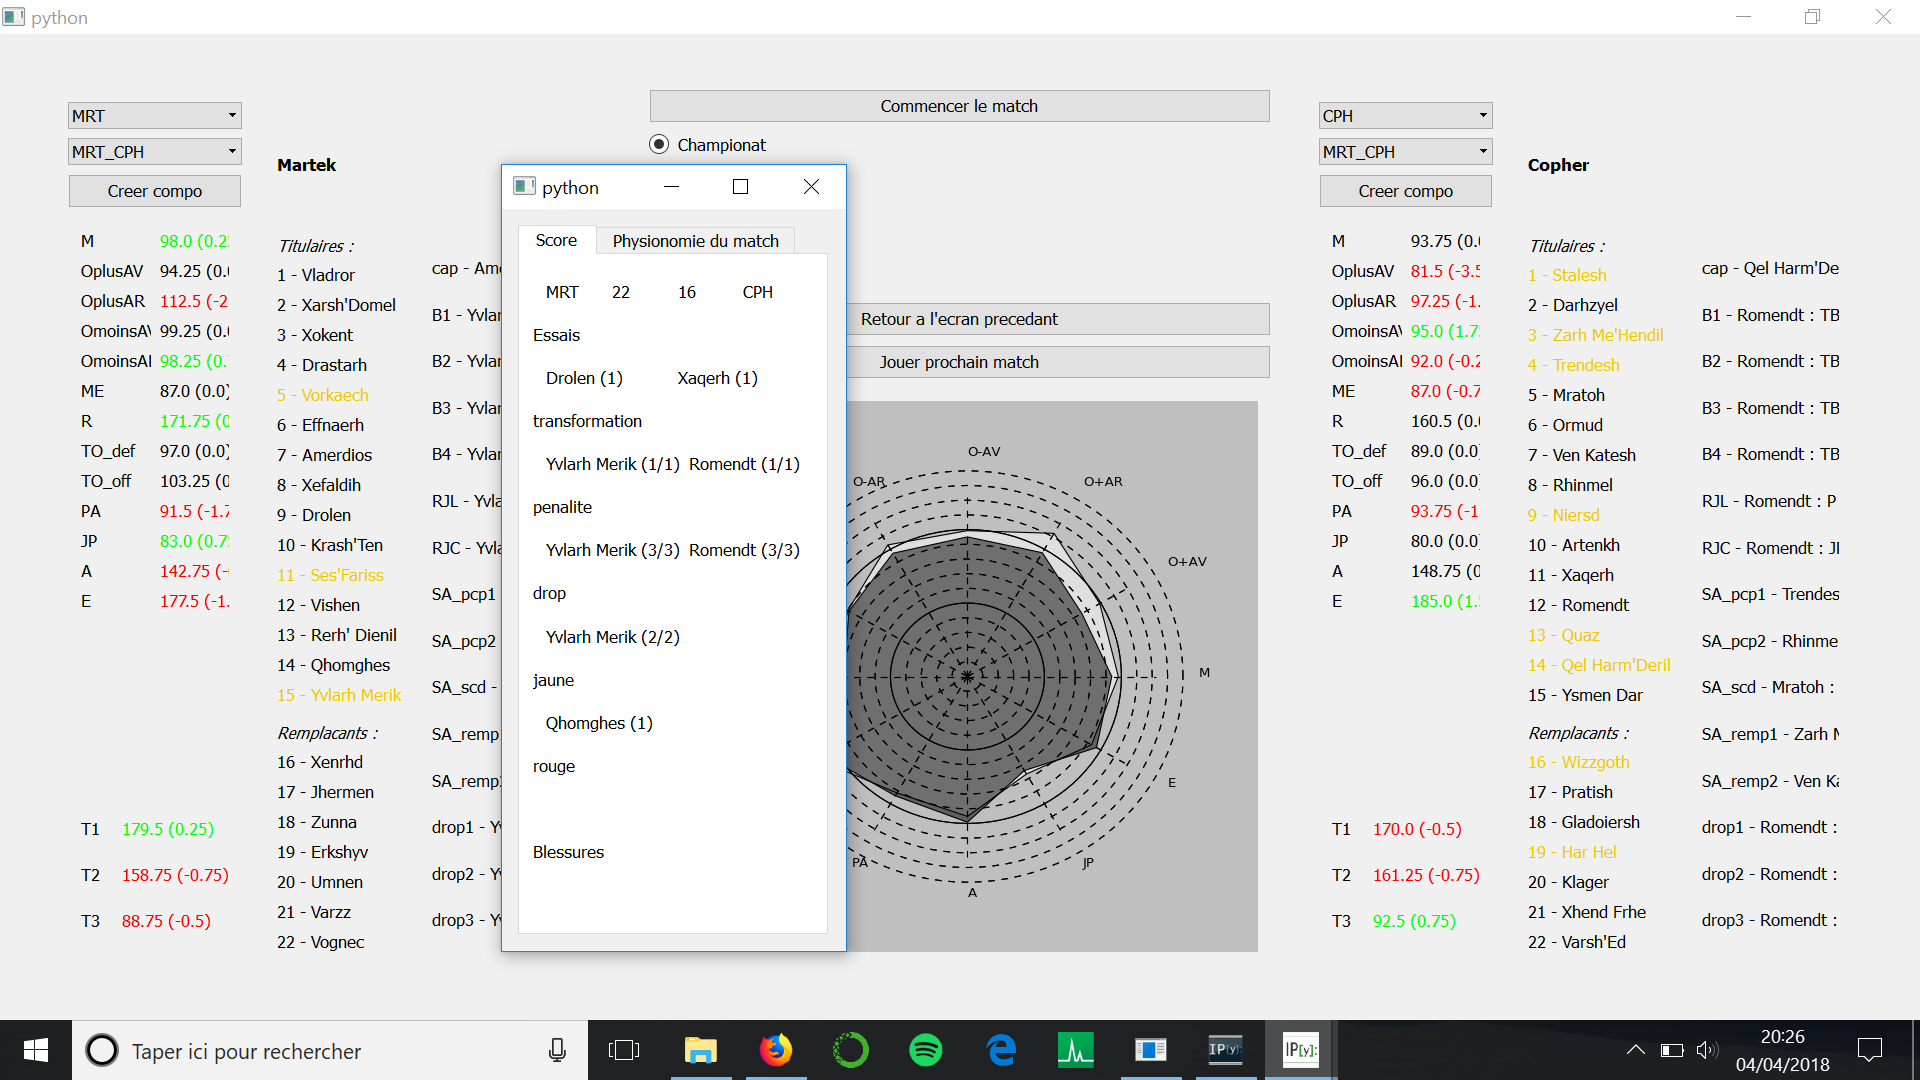 python
MRT
MRT_CPH
Creer compo
Martek
M 98.0 (0.2
OplusAV 94.25 (0.
OplusAR 112.5 (-2
OmoinsAV 99.25 (0.
OmoinsAI 98.25 (0.
ME 87.0 (0.0)
R 171.75 (0
TO_def 97.0 (0.0)
TO_off 103.25 (0
PA 91.5 (-1.7
JP 83.0 (0.7
A 142.75 (-
E 177.5 (-1.
T1 179.5 (0.25)
T2 158.75 (-0.75)
T3 88.75 (-0.5)
Titulaires :
1 - Vladror
2 - Xarsh'Domel
3 - Xokent
4 - Drastarh
5 - Vorkaech
6 - Effnaerh
7 - Amerdios
8 - Xefaldih
9 - Drolen
10 - Krash'Ten
11 - Ses'Fariss
12 - Vishen
13 - Rerh' Dienil
14 - Qhomghes
15 - Yvlarh Merik
Remplacants :
16 - Xenrhd
17 - Jhermen
18 - Zunna
19 - Erkshyv
20 - Umnen
21 - Varzz
22 - Vognec
cap - Am
B1 - Yvlar
B2 - Yvlar
B3 - Yvlar
B4 - Yvlar
RJL - Yvl
RJC - Yvl
SA_pcp1
SA_pcp2
SA_scd -
SA_remp
SA_remp
drop1 - Y
drop2 - Y
drop3 - Y
Commencer le match
Championat
Retour a l'ecran precedant
Jouer prochain match
python
Score
Physionomie du match
MRT 22 16 CPH
Essais
Drolen (1) Xaqerh (1)
transformation
Yvlarh Merik (1/1) Romendt (1/1)
penalite
Yvlarh Merik (3/3) Romendt (3/3)
drop
Yvlarh Merik (2/2)
jaune
Qhomghes (1)
rouge
Blessures
O-AV
O-AR
O+AR
O+AV
M
E
JP
A
PA
CPH
MRT_CPH
Creer compo
Copher
M 93.75 (0.
OplusAV 81.5 (-3.5
OplusAR 97.25 (-1.
OmoinsAV 95.0 (1.7
OmoinsAI 92.0 (-0.2
ME 87.0 (-0.7
R 160.5 (0.
TO_def 89.0 (0.0)
TO_off 96.0 (0.0)
PA 93.75 (-1
JP 80.0 (0.0)
A 148.75 (0
E 185.0 (1.
T1 170.0 (-0.5)
T2 161.25 (-0.75)
T3 92.5 (0.75)
Titulaires :
1 - Stalesh
2 - Darhzyel
3 - Zarh Me'Hendil
4 - Trendesh
5 - Mratoh
6 - Ormud
7 - Ven Katesh
8 - Rhinmel
9 - Niersd
10 - Artenkh
11 - Xaqerh
12 - Romendt
13 - Quaz
14 - Qel Harm'Deril
15 - Ysmen Dar
Remplacants :
16 - Wizzgoth
17 - Pratish
18 - Gladoiersh
19 - Har Hel
20 - Klager
21 - Xhend Frhe
22 - Varsh'Ed
cap - Qel Harm'De
B1 - Romendt : TB
B2 - Romendt : TB
B3 - Romendt : TB
B4 - Romendt : TB
RJL - Romendt : P
RJC - Romendt : JI
SA_pcp1 - Trendes
SA_pcp2 - Rhinme
SA_scd - Mratoh :
SA_remp1 - Zarh M
SA_remp2 - Ven Ka
drop1 - Romendt :
drop2 - Romendt :
drop3 - Romendt :
Taper ici pour rechercher
IP[y]:
IP[y]:
20:26
04/04/2018